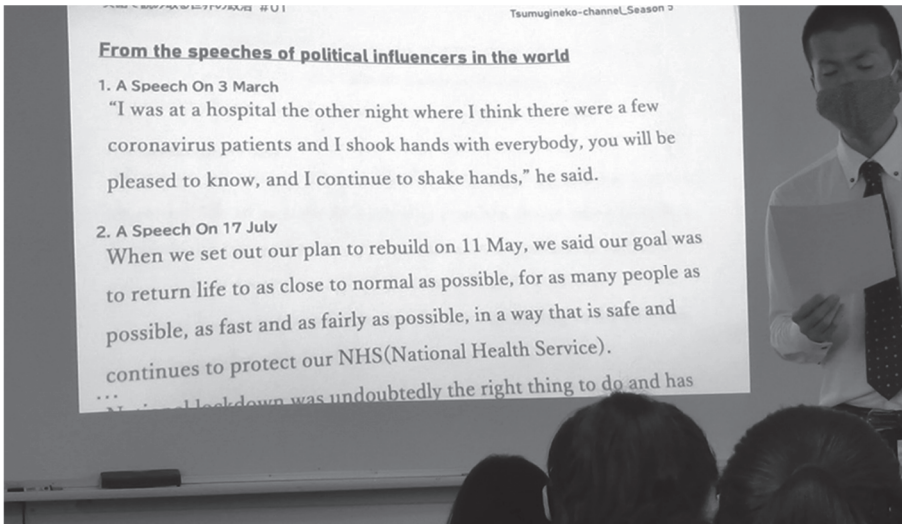 #01
Tsumugineko-channel_Season 3
From the speeches of political influencers in the world
1. A Speech On 3 March
“I was at a hospital the other night where I think there were a few
coronavirus patients and I shook hands with everybody, you will be
pleased to know, and I continue to shake hands,” he said.
2. A Speech On 17 July
When we set out our plan to rebuild on 11 May, we said our goal was
to return life to as close to normal as possible, for as many people as
possible, as fast and as fairly as possible, in a way that is safe and
continues to protect our NHS(National Health Service).
…
lockdown was undoubtedly the right thing to do and has